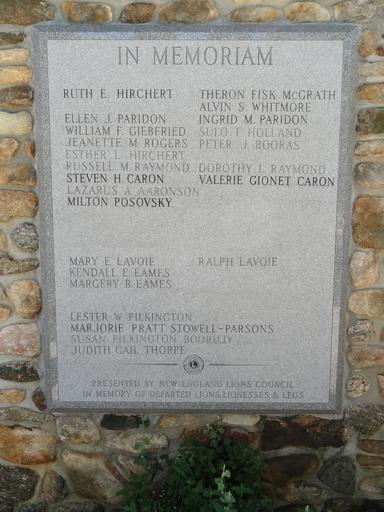 IN MEMORIAM
RUTH E. HIRCHERT THERON FISK McGRATH
ALVIN S. WHITMORE
ELLEN J. PARIDON INGRID M. PARIDON
WILLIAM F. GIEBFRIED SULO I. HOLLAND
JEANETTE M. ROGERS PETER J. BOORAS
ESTHER L. HIRCHERT
RUSSELL M. RAYMOND DOROTHY L. RAYMOND
STEVEN H. CARON VALERIE GIONET CARON
LAZARUS A. AARONSON
MILTON POSOVSKY
MARY E. LAVOIE RALPH LAVOIE
KENDALL E. EAMES
MARGERY B. EAMES
LESTER W. PILKINGTON
MARJORIE PRATT STOWELL-PARSONS
SUSAN PILKINGTON
JUDITH GAIL THORPE
PRESENTED BY NEW ENGLAND LIONS COUNCIL
IN MEMORY OF DEPARTED LIONS, LIONESSES & LEOS